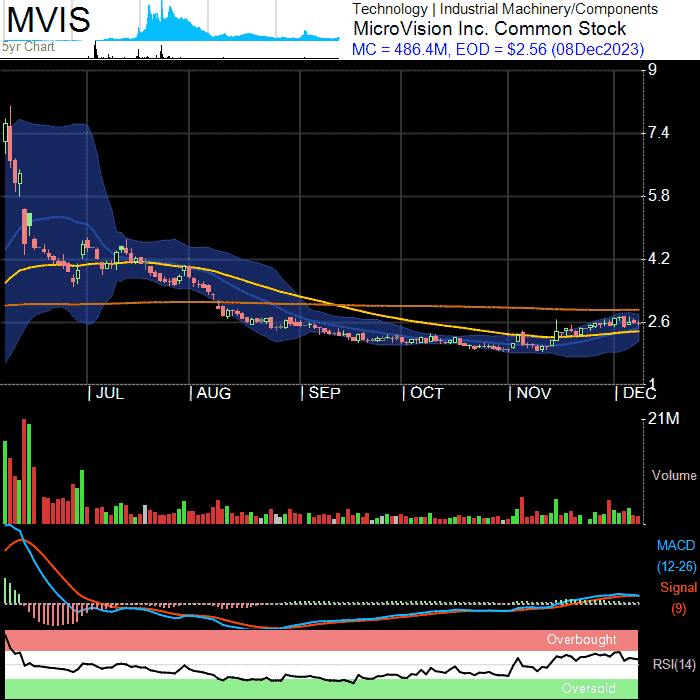 MVIS
5yr Chart
Technology | Industrial Machinery/Components
MicroVision Inc. Common Stock
MC = 486.4M, EOD = $2.56 (08Dec2023)
9
7.4
5.8
4.2
2.6
1
| JUL | AUG | SEP | OCT | NOV | DEC
21M
Volume
MACD
(12-26)
Signal
(9)
Overbought
RSI(14)
Oversold